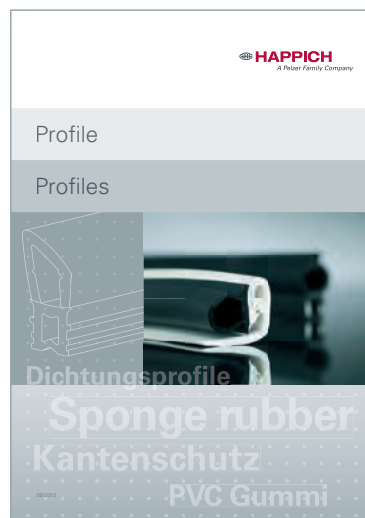 HAPPICH
A Pelzer Family Company
Profile
Profiles
Dichtungsprofile
Sponge rubber
Kantenschutz
PVC Gummi